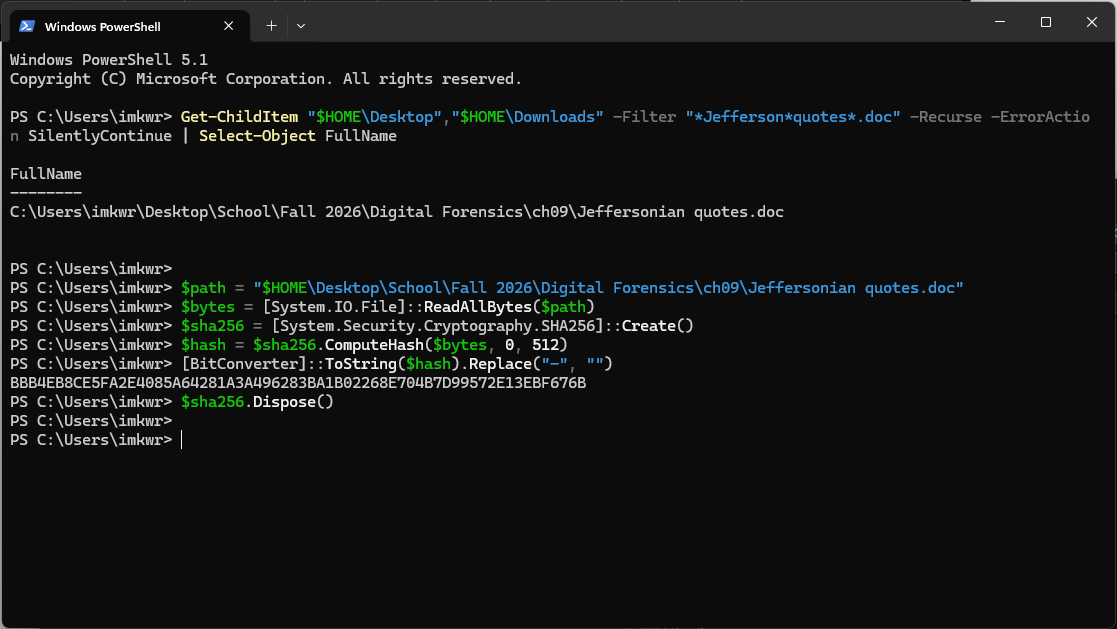 Windows PowerShell
Windows PowerShell 5.1
Copyright (C) Microsoft Corporation. All rights reserved.
PS C:\Users\imkwr> Get-ChildItem "$HOME\Desktop","$HOME\Downloads" -Filter "*Jefferson*quotes*.doc" -Recurse -ErrorActio
n SilentlyContinue | Select-Object FullName
FullName
--------
C:\Users\imkwr\Desktop\School\Fall 2026\Digital Forensics\ch09\Jeffersonian quotes.doc
PS C:\Users\imkwr>
PS C:\Users\imkwr> $path = "$HOME\Desktop\School\Fall 2026\Digital Forensics\ch09\Jeffersonian quotes.doc"
PS C:\Users\imkwr> $bytes = [System.IO.File]::ReadAllBytes($path)
PS C:\Users\imkwr> $sha256 = [System.Security.Cryptography.SHA256]::Create()
PS C:\Users\imkwr> $hash = $sha256.ComputeHash($bytes, 0, 512)
PS C:\Users\imkwr> [BitConverter]::ToString($hash).Replace("-", "")
BBB4EB8CE5FA2E4085A64281A3A496283BA1B02268E704B7D99572E13EBF676B
PS C:\Users\imkwr> $sha256.Dispose()
PS C:\Users\imkwr>
PS C:\Users\imkwr>